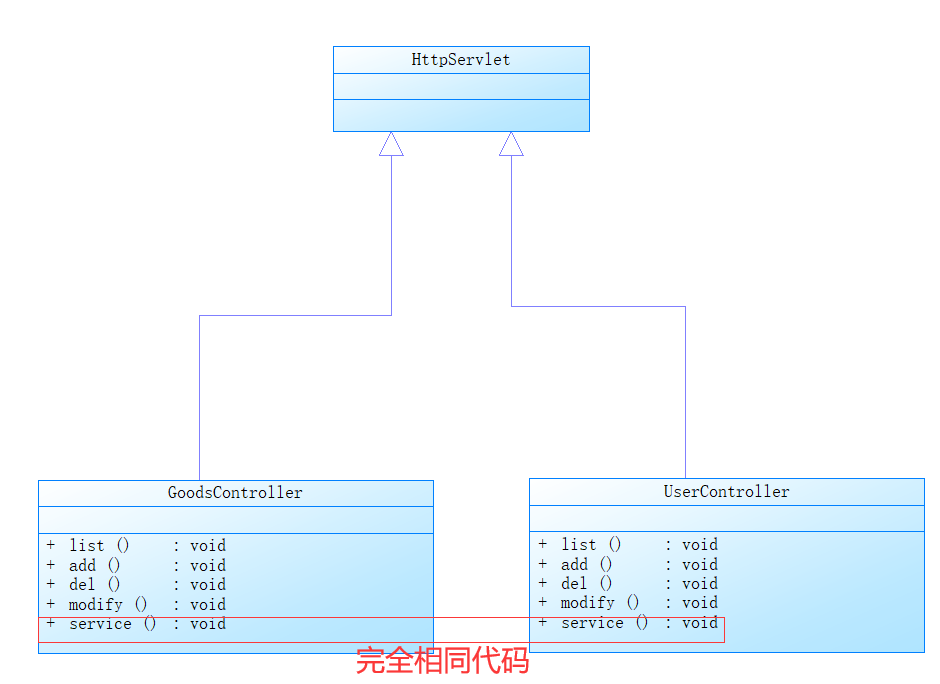 HttpServlet
GoodsController
+ list () : void
+ add () : void
+ del () : void
+ modify () : void
+ service () : void
UserController
+ list () : void
+ add () : void
+ del () : void
+ modify () : void
+ service () : void
完全相同代码